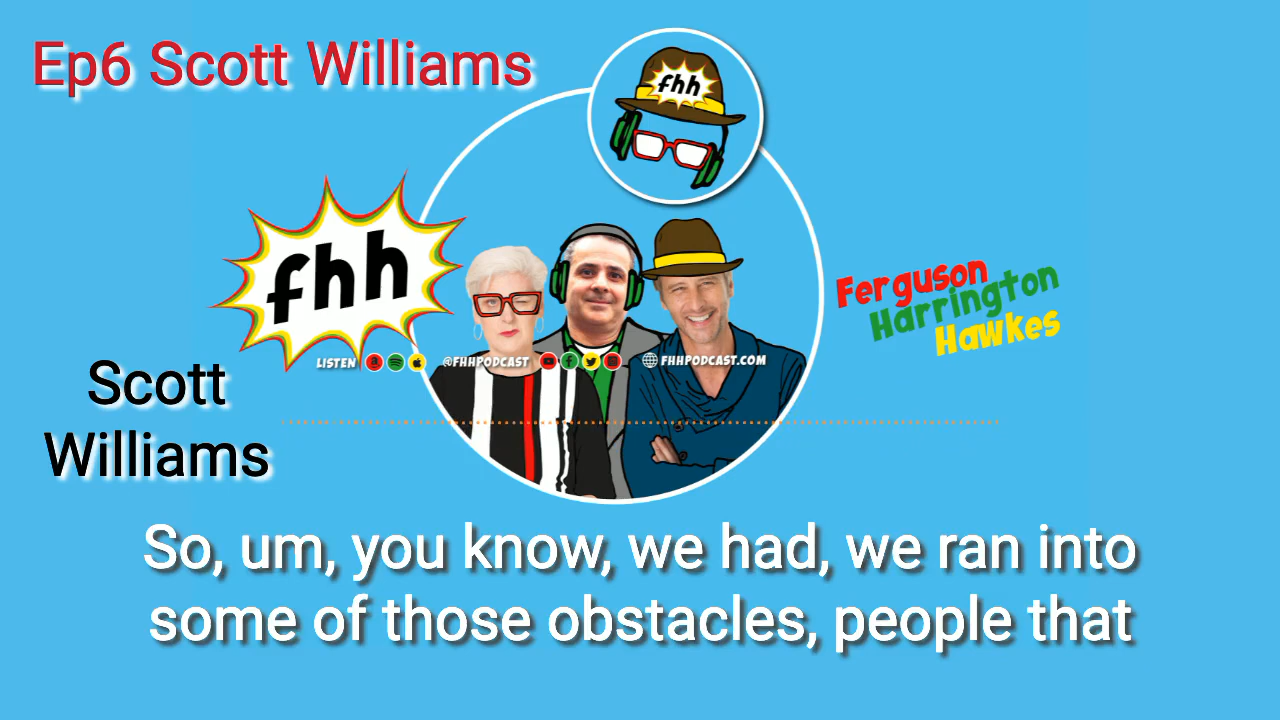 Ep6 Scott Williams
fhh
fhh
Ferguson
Harrington
Hawkes
LISTEN
@FHHPODCAST
FHHPODCAST.COM
Scott
Williams
So, um, you know, we had, we ran into
some of those obstacles, people that